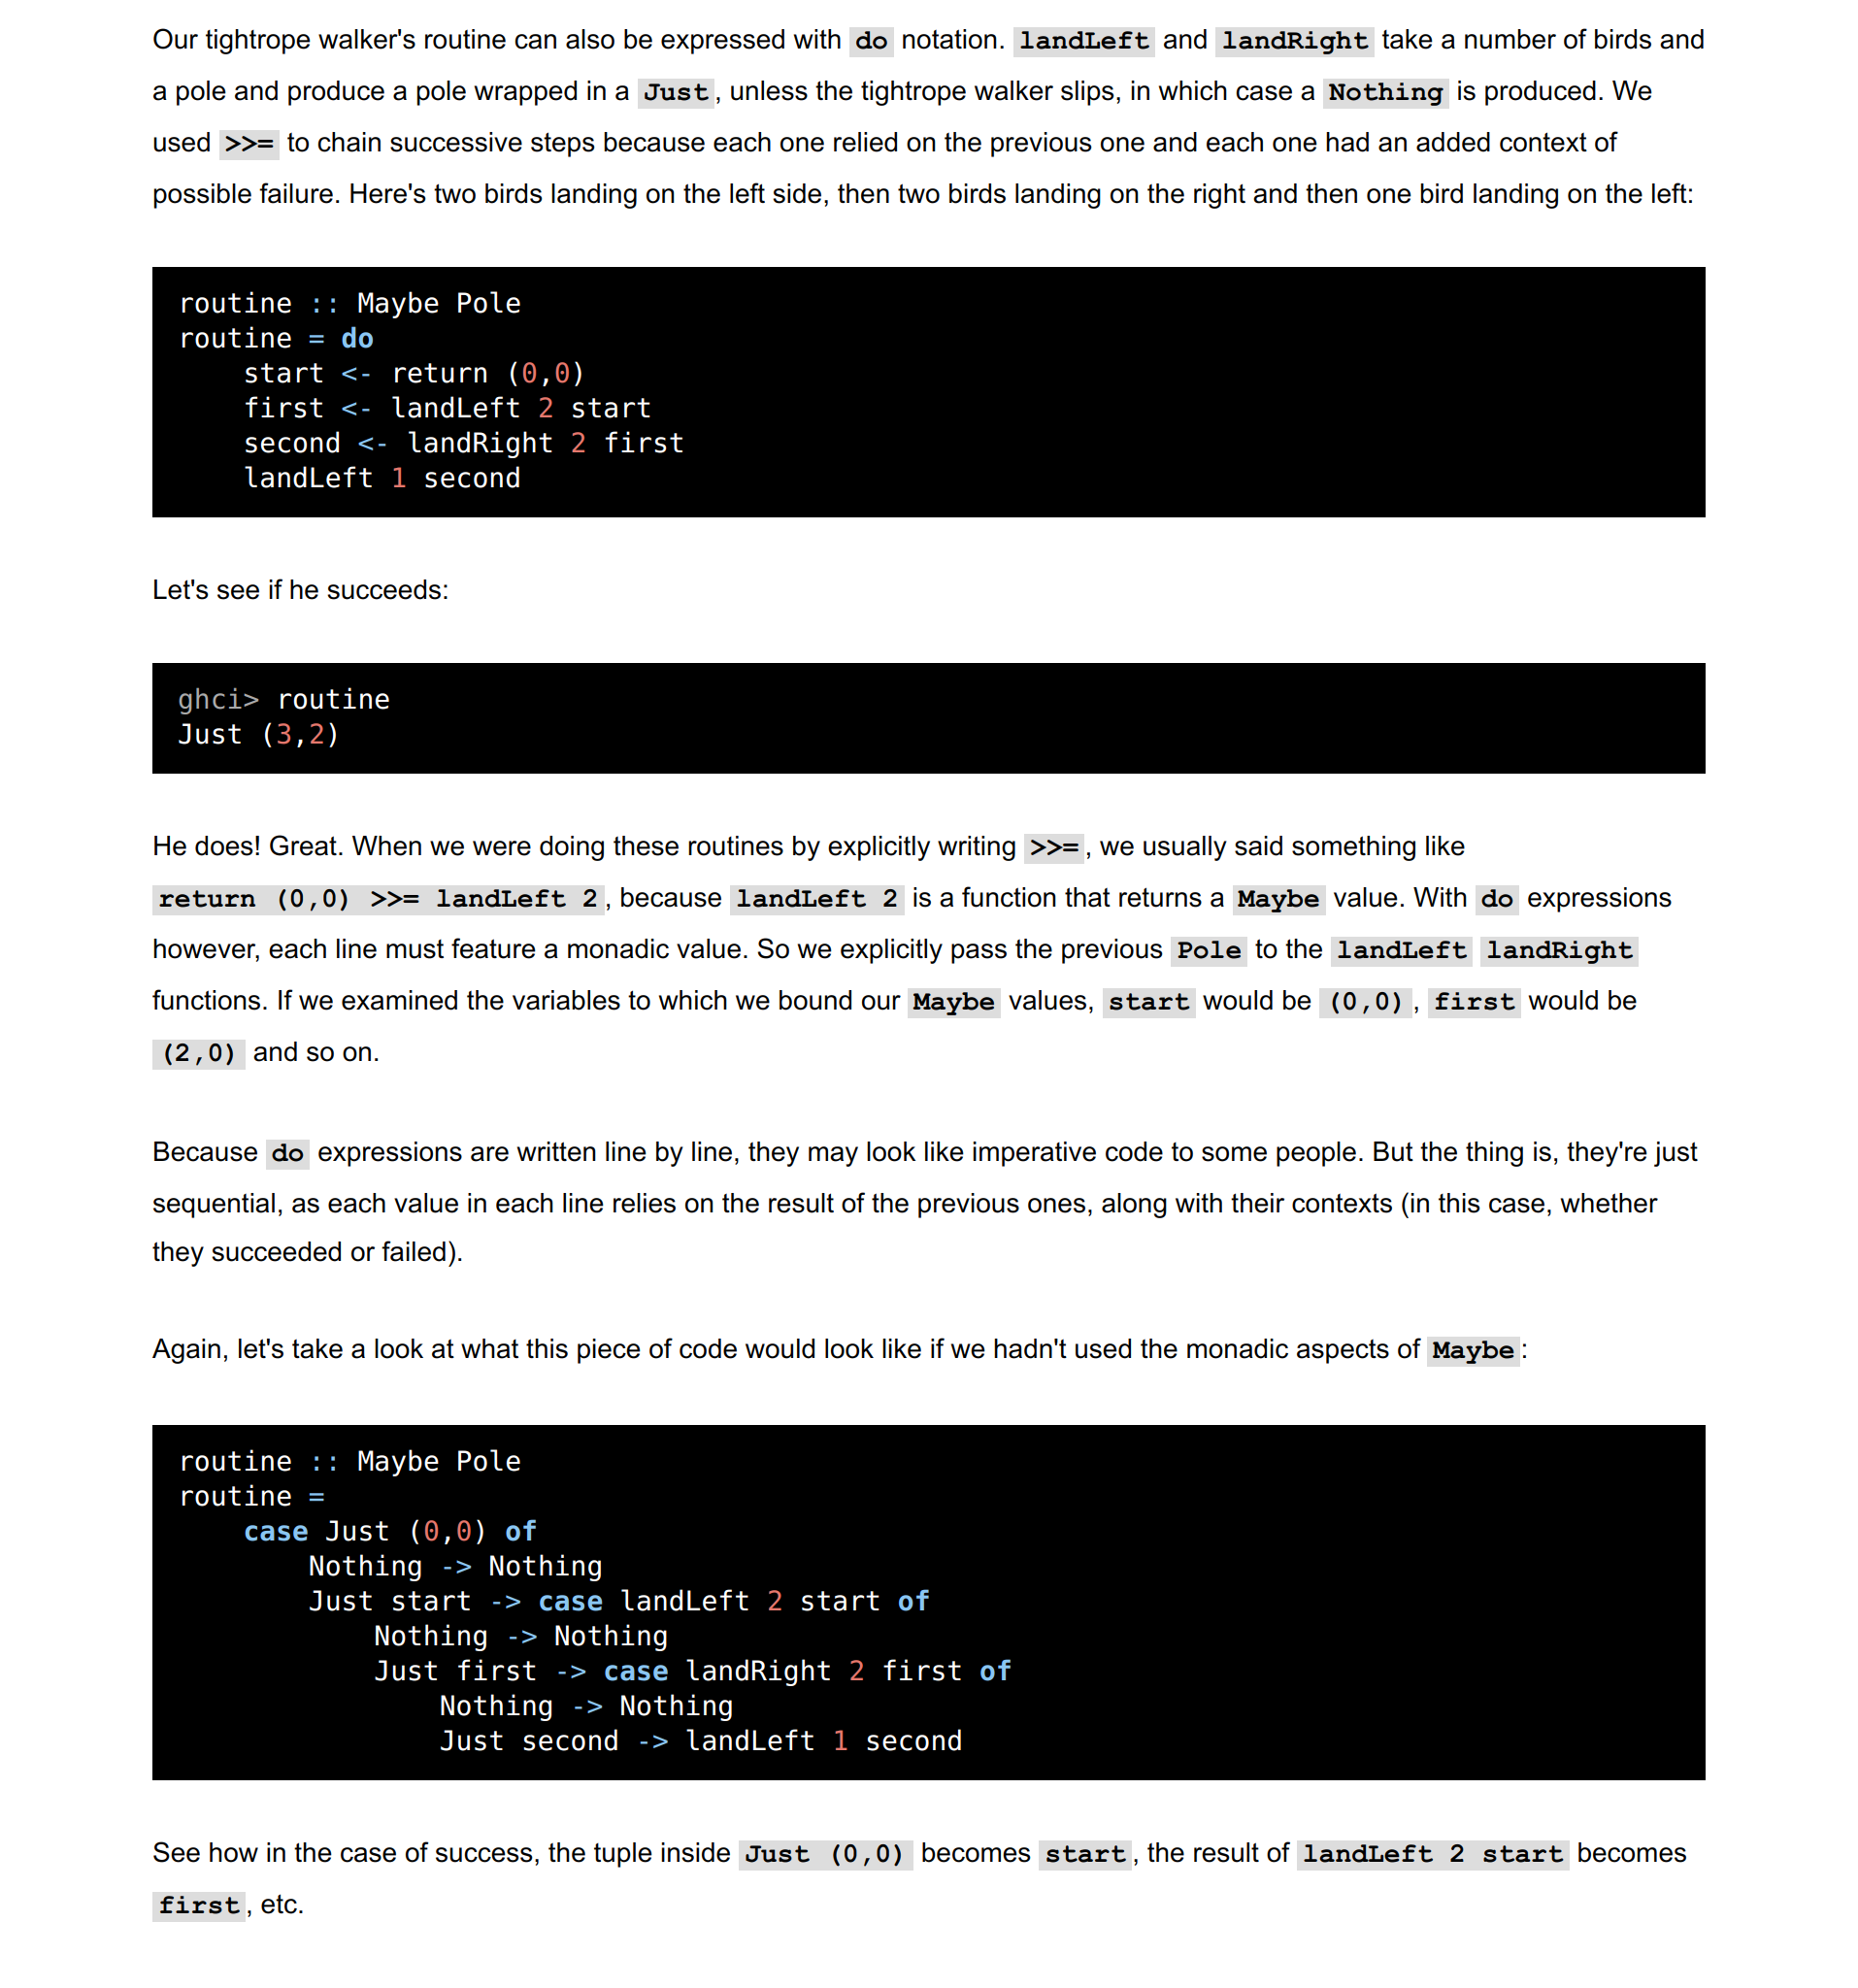 Our tightrope walker's routine can also be expressed with do notation. landLeft and landRight take a number of birds and
a pole and produce a pole wrapped in a Just, unless the tightrope walker slips, in which case a Nothing is produced. We
used >>= to chain successive steps because each one relied on the previous one and each one had an added context of
possible failure. Here's two birds landing on the left side, then two birds landing on the right and then one bird landing on the left:
routine :: Maybe Pole
routine = do
    start <- return (0,0)
    first <- landLeft 2 start
    second <- landRight 2 first
    landLeft 1 second
Let's see if he succeeds:
ghci> routine
Just (3,2)
He does! Great. When we were doing these routines by explicitly writing >>=, we usually said something like
return (0,0) >>= landLeft 2, because landLeft 2 is a function that returns a Maybe value. With do expressions
however, each line must feature a monadic value. So we explicitly pass the previous Pole to the landLeft landRight
functions. If we examined the variables to which we bound our Maybe values, start would be (0,0), first would be
(2,0) and so on.
Because do expressions are written line by line, they may look like imperative code to some people. But the thing is, they're just
sequential, as each value in each line relies on the result of the previous ones, along with their contexts (in this case, whether
they succeeded or failed).
Again, let's take a look at what this piece of code would look like if we hadn't used the monadic aspects of Maybe:
routine :: Maybe Pole
routine =
    case Just (0,0) of
        Nothing -> Nothing
        Just start -> case landLeft 2 start of
            Nothing -> Nothing
            Just first -> case landRight 2 first of
                Nothing -> Nothing
                Just second -> landLeft 1 second
See how in the case of success, the tuple inside Just (0,0) becomes start, the result of landLeft 2 start becomes
first, etc.